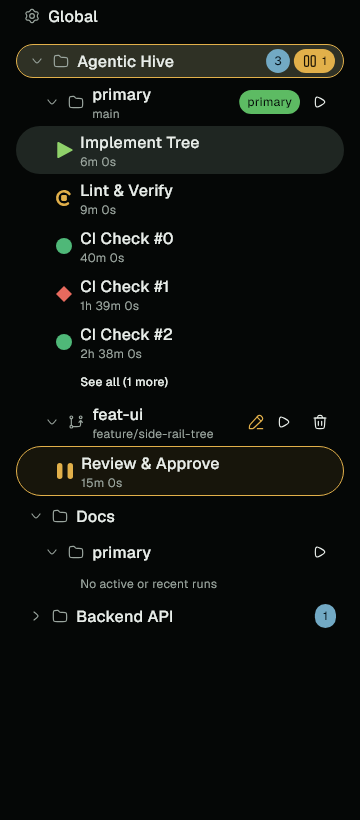 Global
Agentic Hive 3 1
primary primary
main
Implement Tree
6m 0s
Lint & Verify
9m 0s
CI Check #0
40m 0s
CI Check #1
1h 39m 0s
CI Check #2
2h 38m 0s
See all (1 more)
feat-ui
feature/side-rail-tree
Review & Approve
15m 0s
Docs
primary
No active or recent runs
Backend API 1